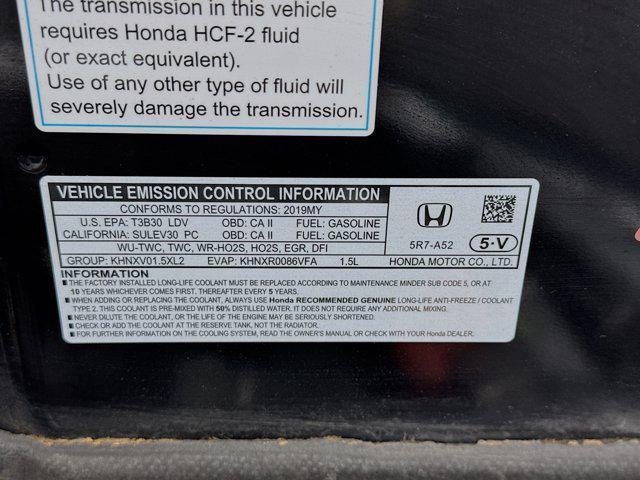 The transmission in this vehicle
requires Honda HCF-2 fluid
(or exact equivalent).
Use of any other type of fluid will
severely damage the transmission.
VEHICLE EMISSION CONTROL INFORMATION
CONFORMS TO REGULATIONS: 2019MY
U.S. EPA: T3B30 LDV OBD: CA II FUEL: GASOLINE
CALIFORNIA: SULEV30 PC OBD: CA II FUEL: GASOLINE
WU-TWC, TWC, WR-HO2S, HO2S, EGR, DFI
GROUP: KHNXV01.5XL2 EVAP: KHNXR0086VFA 1.5L
5R7-A52
5·V
HONDA MOTOR CO., LTD.
INFORMATION
THE FACTORY INSTALLED LONG-LIFE COOLANT MUST BE REPLACED ACCORDING TO MAINTENANCE MINDER SUB CODE 5, OR AT
10 YEARS WHICHEVER COMES FIRST.
WHEN ADDING OR REPLACING THE COOLANT, ALWAYS USE Honda RECOMMENDED GENUINE LONG-LIFE ANTI-FREEZE / COOLANT
TYPE 2. THIS COOLANT IS PRE-MIXED WITH 50% DISTILLED WATER. IT DOES NOT REQUIRE ANY ADDITIONAL MIXING.
NEVER DILUTE THE COOLANT, OR THE LIFE OF THE ENGINE MAY BE SERIOUSLY SHORTENED.
CHECK OR ADD THE COOLANT AT THE RESERVE TANK, NOT THE RADIATOR.
FOR FURTHER INFORMATION ON THE COOLING SYSTEM, READ THE OWNER'S MANUAL OR CHECK WITH YOUR Honda DEALER.